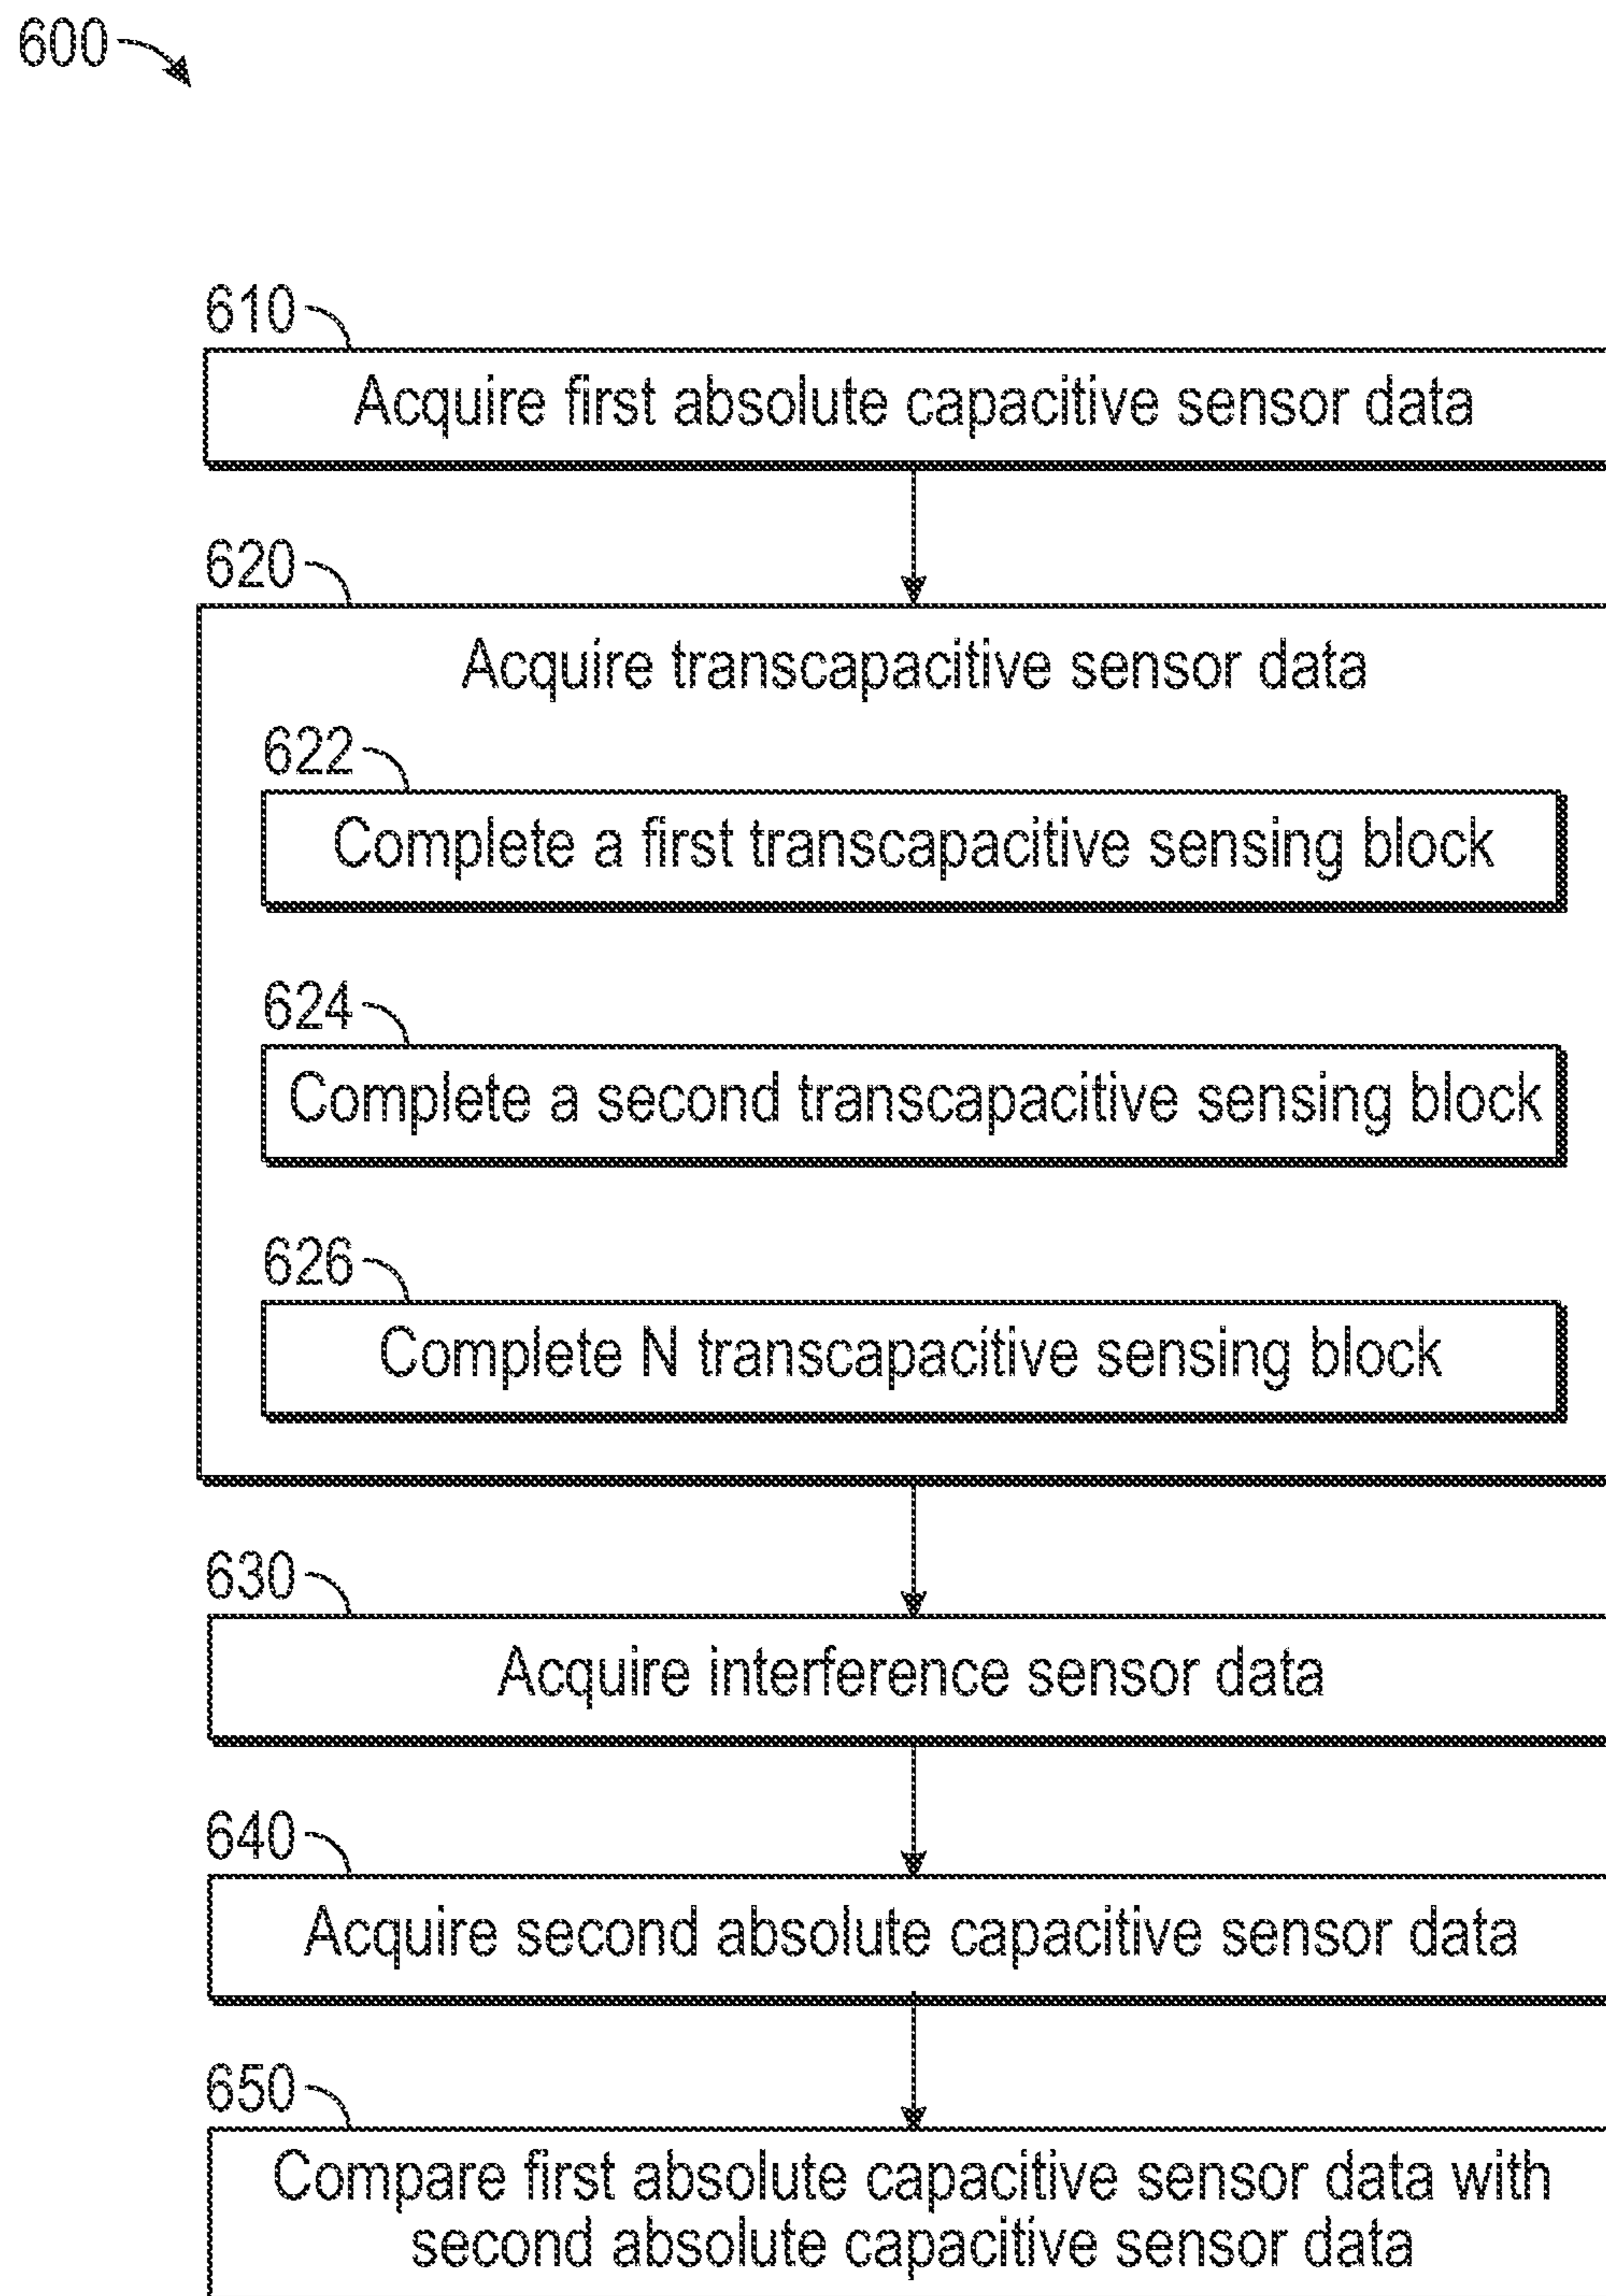 600
610
Acquire first absolute capacitive sensor data
620
Acquire transcapacitive sensor data
622
Complete a first transcapacitive sensing block
624
Complete a second transcapacitive sensing block
626
Complete N transcapacitive sensing block
630
Acquire interference sensor data
640
Acquire second absolute capacitive sensor data
650
Compare first absolute capacitive sensor data with
second absolute capacitive sensor data